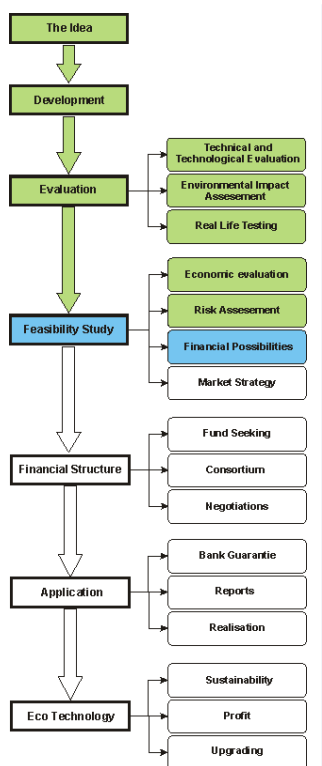 The Idea
Development
Evaluation
Technical and
Technological Evaluation
Environmental Impact
Assesment
Real Life Testing
Feasibility Study
Economic evaluation
Risk Assesement
Financial Possibilities
Market Strategy
Financial Structure
Fund Seeking
Consortium
Negotiations
Application
Bank Guarantie
Reports
Realisation
Eco Technology
Sustainability
Profit
Upgrading